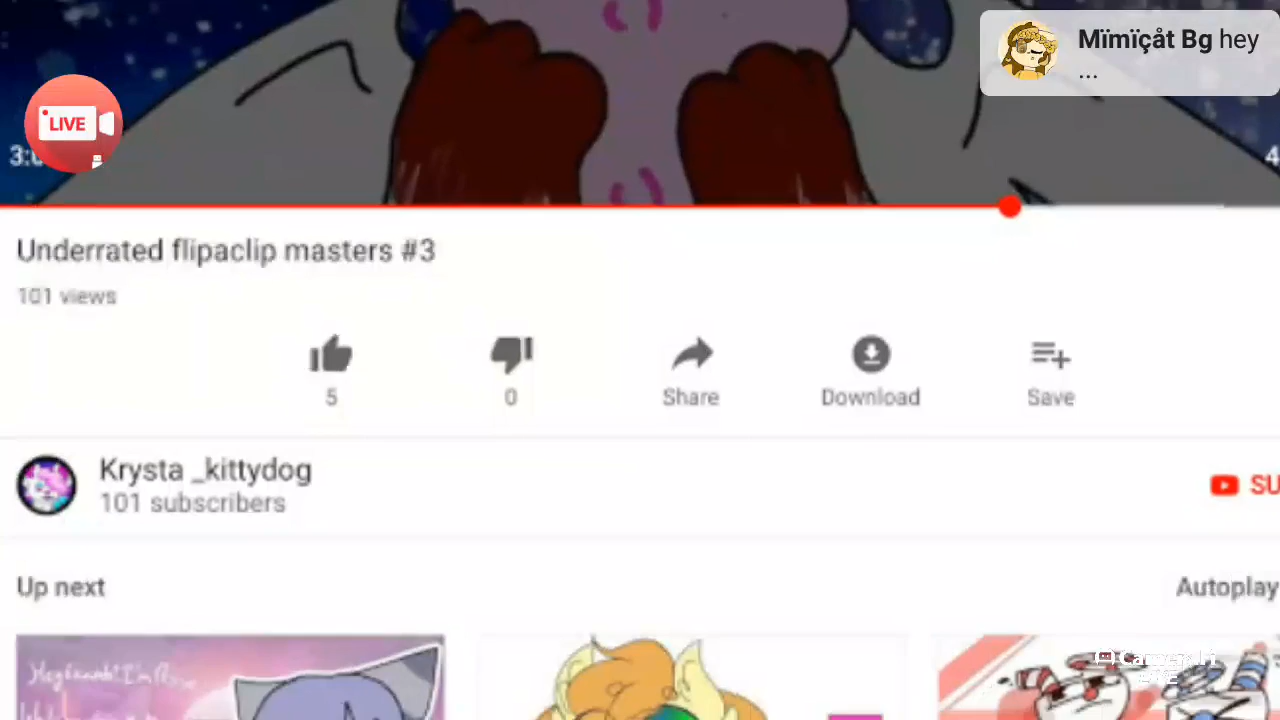 Mïmïçåt Bg hey
...
LIVE
Underrated flipaclip masters #3
101 views
5
0
Share
Download
Save
Krysta _kittydog
101 subscribers
SU
Up next
Autoplay